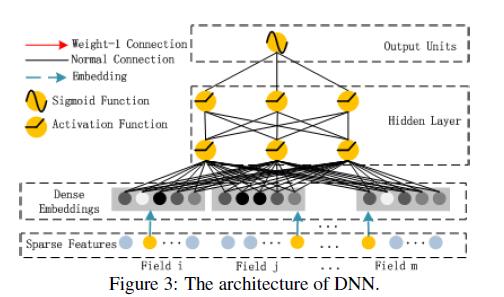 Weight-1 Connection
Normal Connection
Embedding
Sigmoid Function
Activation Function
Output Units
Hidden Layer
Dense
Embeddings
...
Sparse Features ... ... ... ...
Field i Field j ... Field m
Figure 3: The architecture of DNN.